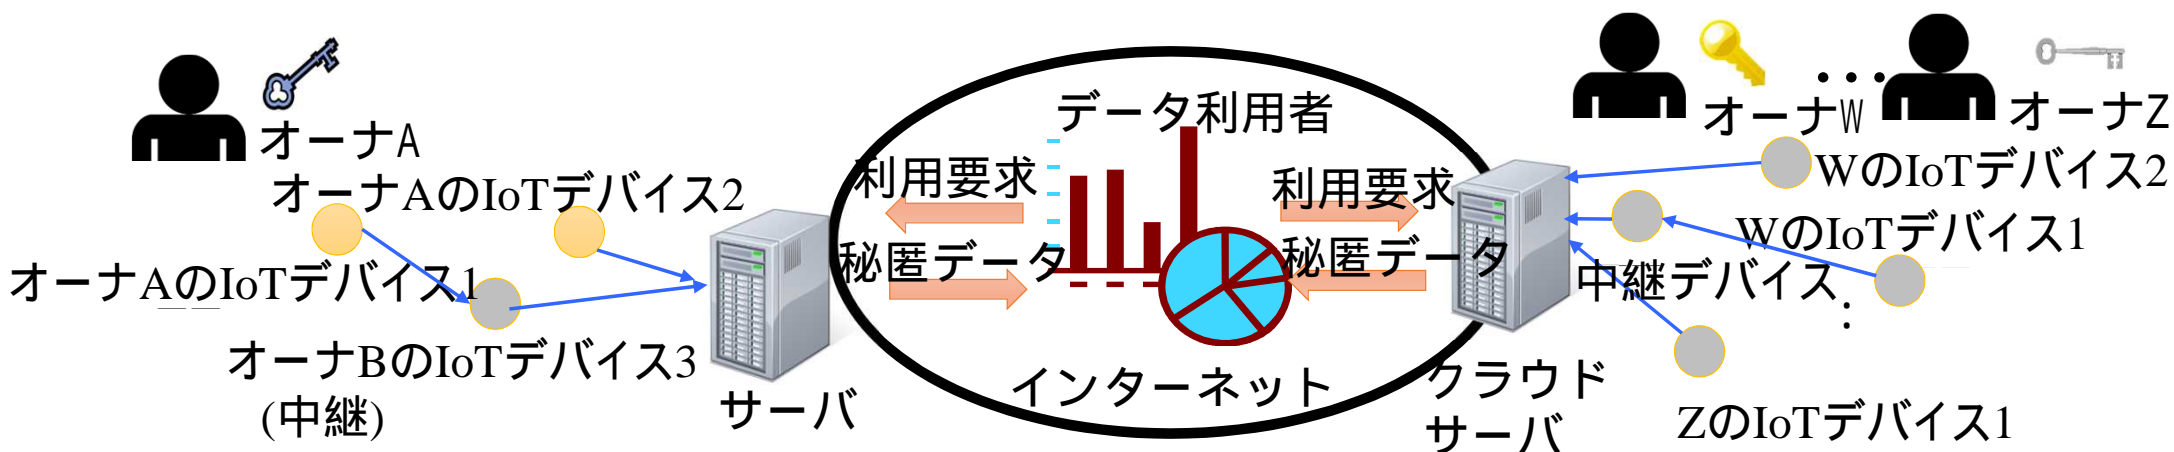 オーナA
オーナAのIoTデバイス2
オーナAのIoTデバイス1
オーナBのIoTデバイス3
(中継)
サーバ
データ利用者
利用要求
秘匿データ
利用要求
秘匿データ
インターネット
クラウド
サーバ
オーナW
…
オーナZ
WのIoTデバイス2
WのIoTデバイス1
中継デバイス
:
ZのIoTデバイス1